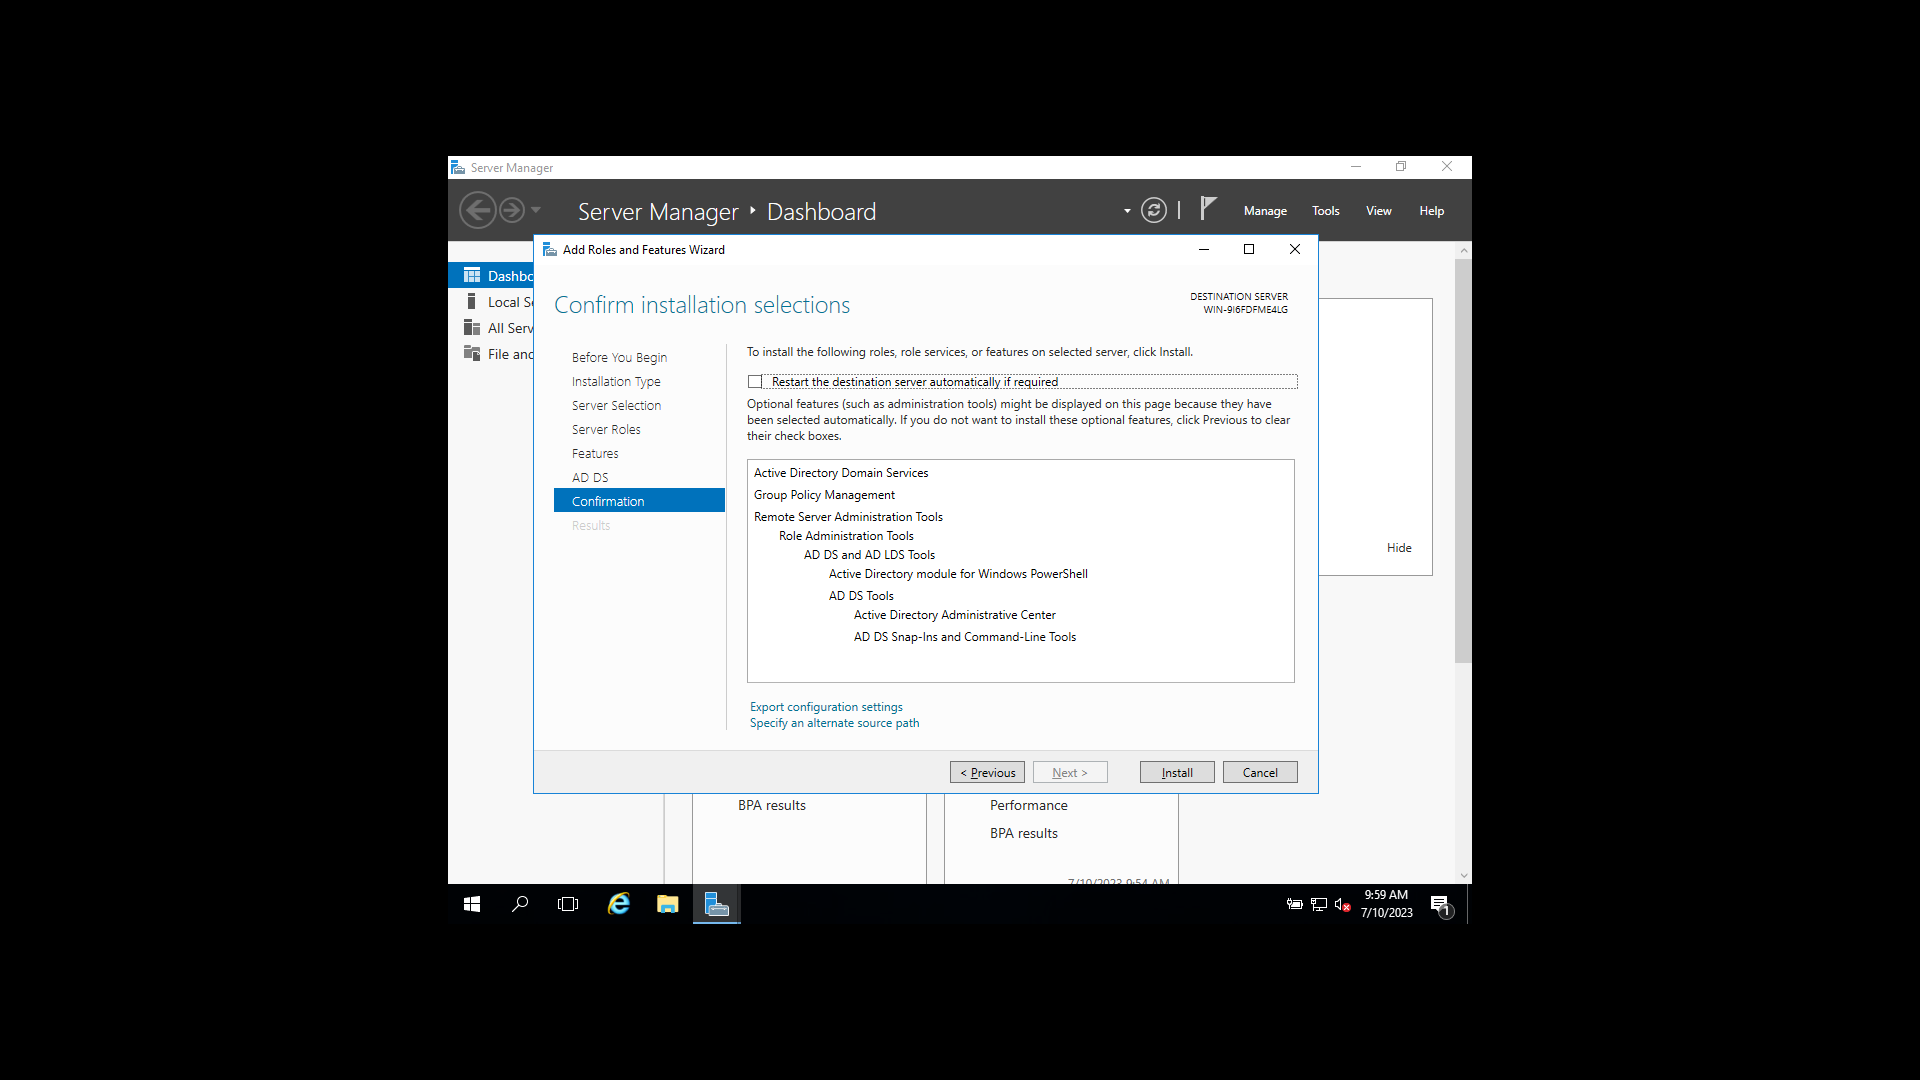 Server Manager
Server Manager
Dashboard
Manage
Tools
View
Help
Add Roles and Features Wizard
Confirm installation selections
DESTINATION SERVER
WIN-9I6FDFME4LG
Before You Begin
Installation Type
Server Selection
Server Roles
Features
AD DS
Confirmation
Results
To install the following roles, role services, or features on selected server, click Install.
Restart the destination server automatically if required
Optional features (such as administration tools) might be displayed on this page because they have
been selected automatically. If you do not want to install these optional features, click Previous to clear
their check boxes.
Active Directory Domain Services
Group Policy Management
Remote Server Administration Tools
Role Administration Tools
AD DS and AD LDS Tools
Active Directory module for Windows PowerShell
AD DS Tools
Active Directory Administrative Center
AD DS Snap-Ins and Command-Line Tools
Export configuration settings
Specify an alternate source path
< Previous
Next >
Install
Cancel
Dashbo
Local Se
All Serv
File and
Hide
BPA results
Performance
BPA results
7/10/2023 9:54 AM
9:59 AM
7/10/2023
1